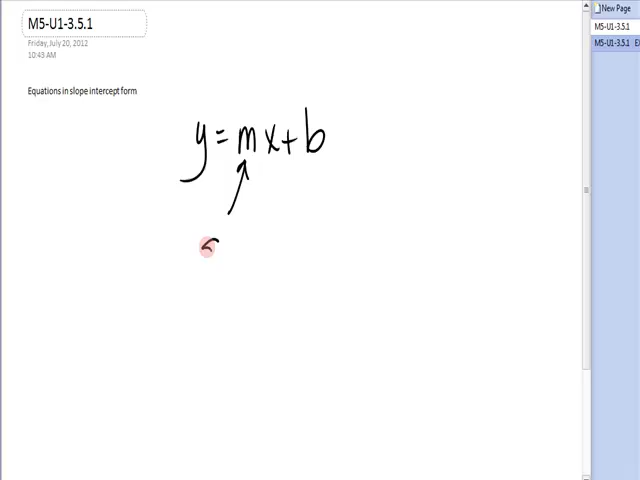 M5-U1-3.5.1
Friday, July 20, 2012
10:43 AM
Equations in slope intercept form
y = mx + b
New Page
M5-U1-3.5.1
M5-U1-3.5.1 E